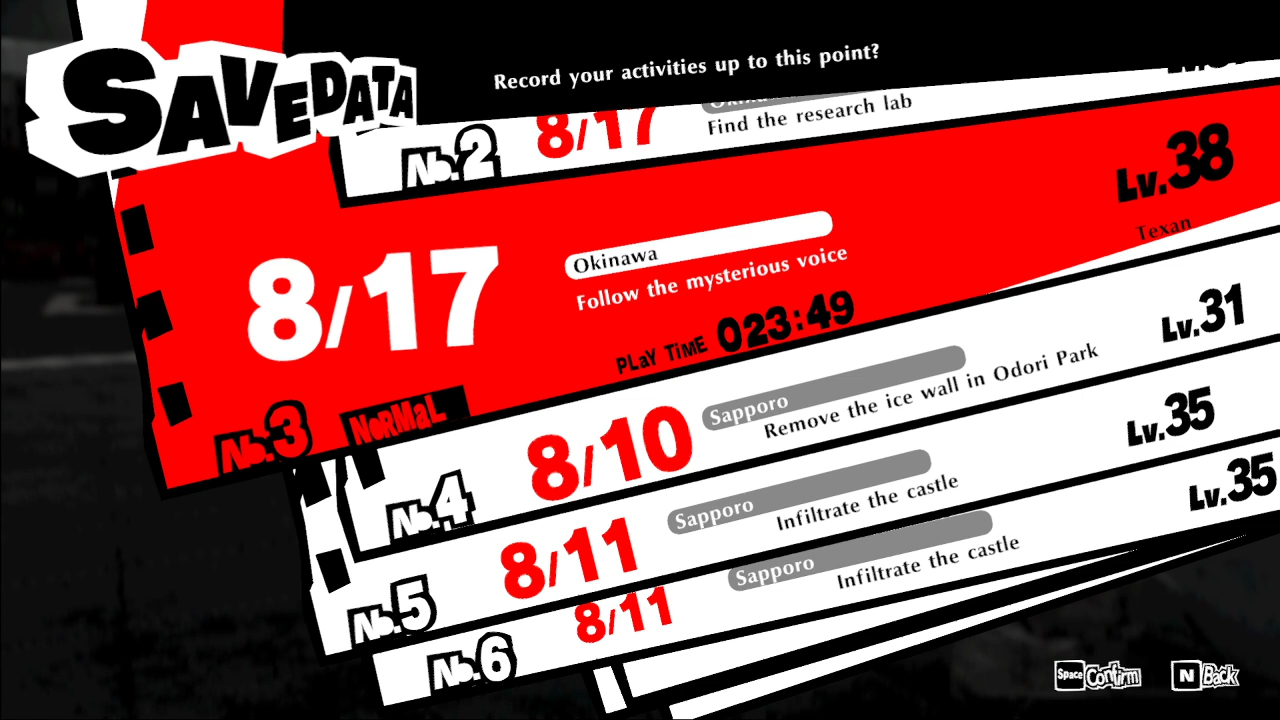 SAVEDATA
Record your activities up to this point?
No.2
8/17
Find the research lab
8/17
Okinawa
Follow the mysterious voice
PLaY TiME 023:49
Lv.38
Texan
No.3
NoRMaL
No.4
8/10
Sapporo
Remove the ice wall in Odori Park
Lv.31
No.5
8/11
Sapporo
Infiltrate the castle
Lv.35
No.6
8/11
Sapporo
Infiltrate the castle
Lv.35
Space Confirm
N Back